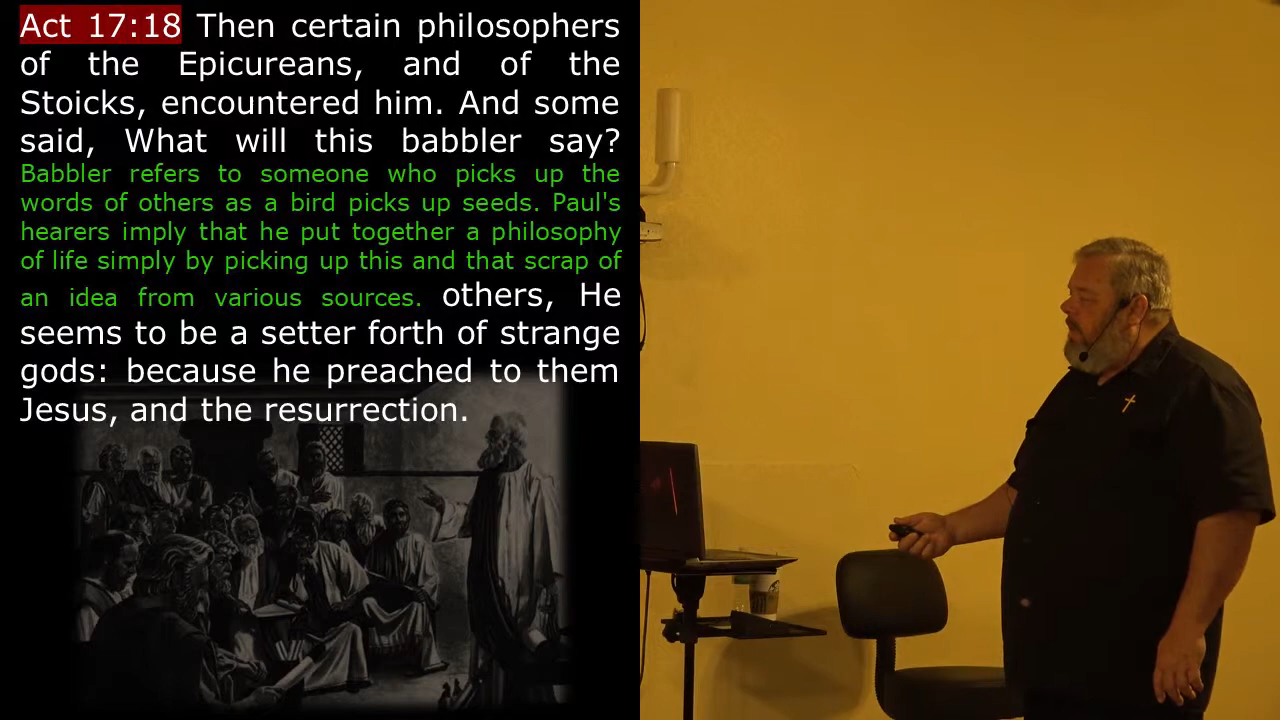 Act 17:18 Then certain philosophers
of the Epicureans, and of the
Stoicks, encountered him. And some
said, What will this babbler say?
Babbler refers to someone who picks up the
words of others as a bird picks up seeds. Paul's
hearers imply that he put together a philosophy
of life simply by picking up this and that scrap of
an idea from various sources. others, He
seems to be a setter forth of strange
gods: because he preached to them
Jesus, and the resurrection.